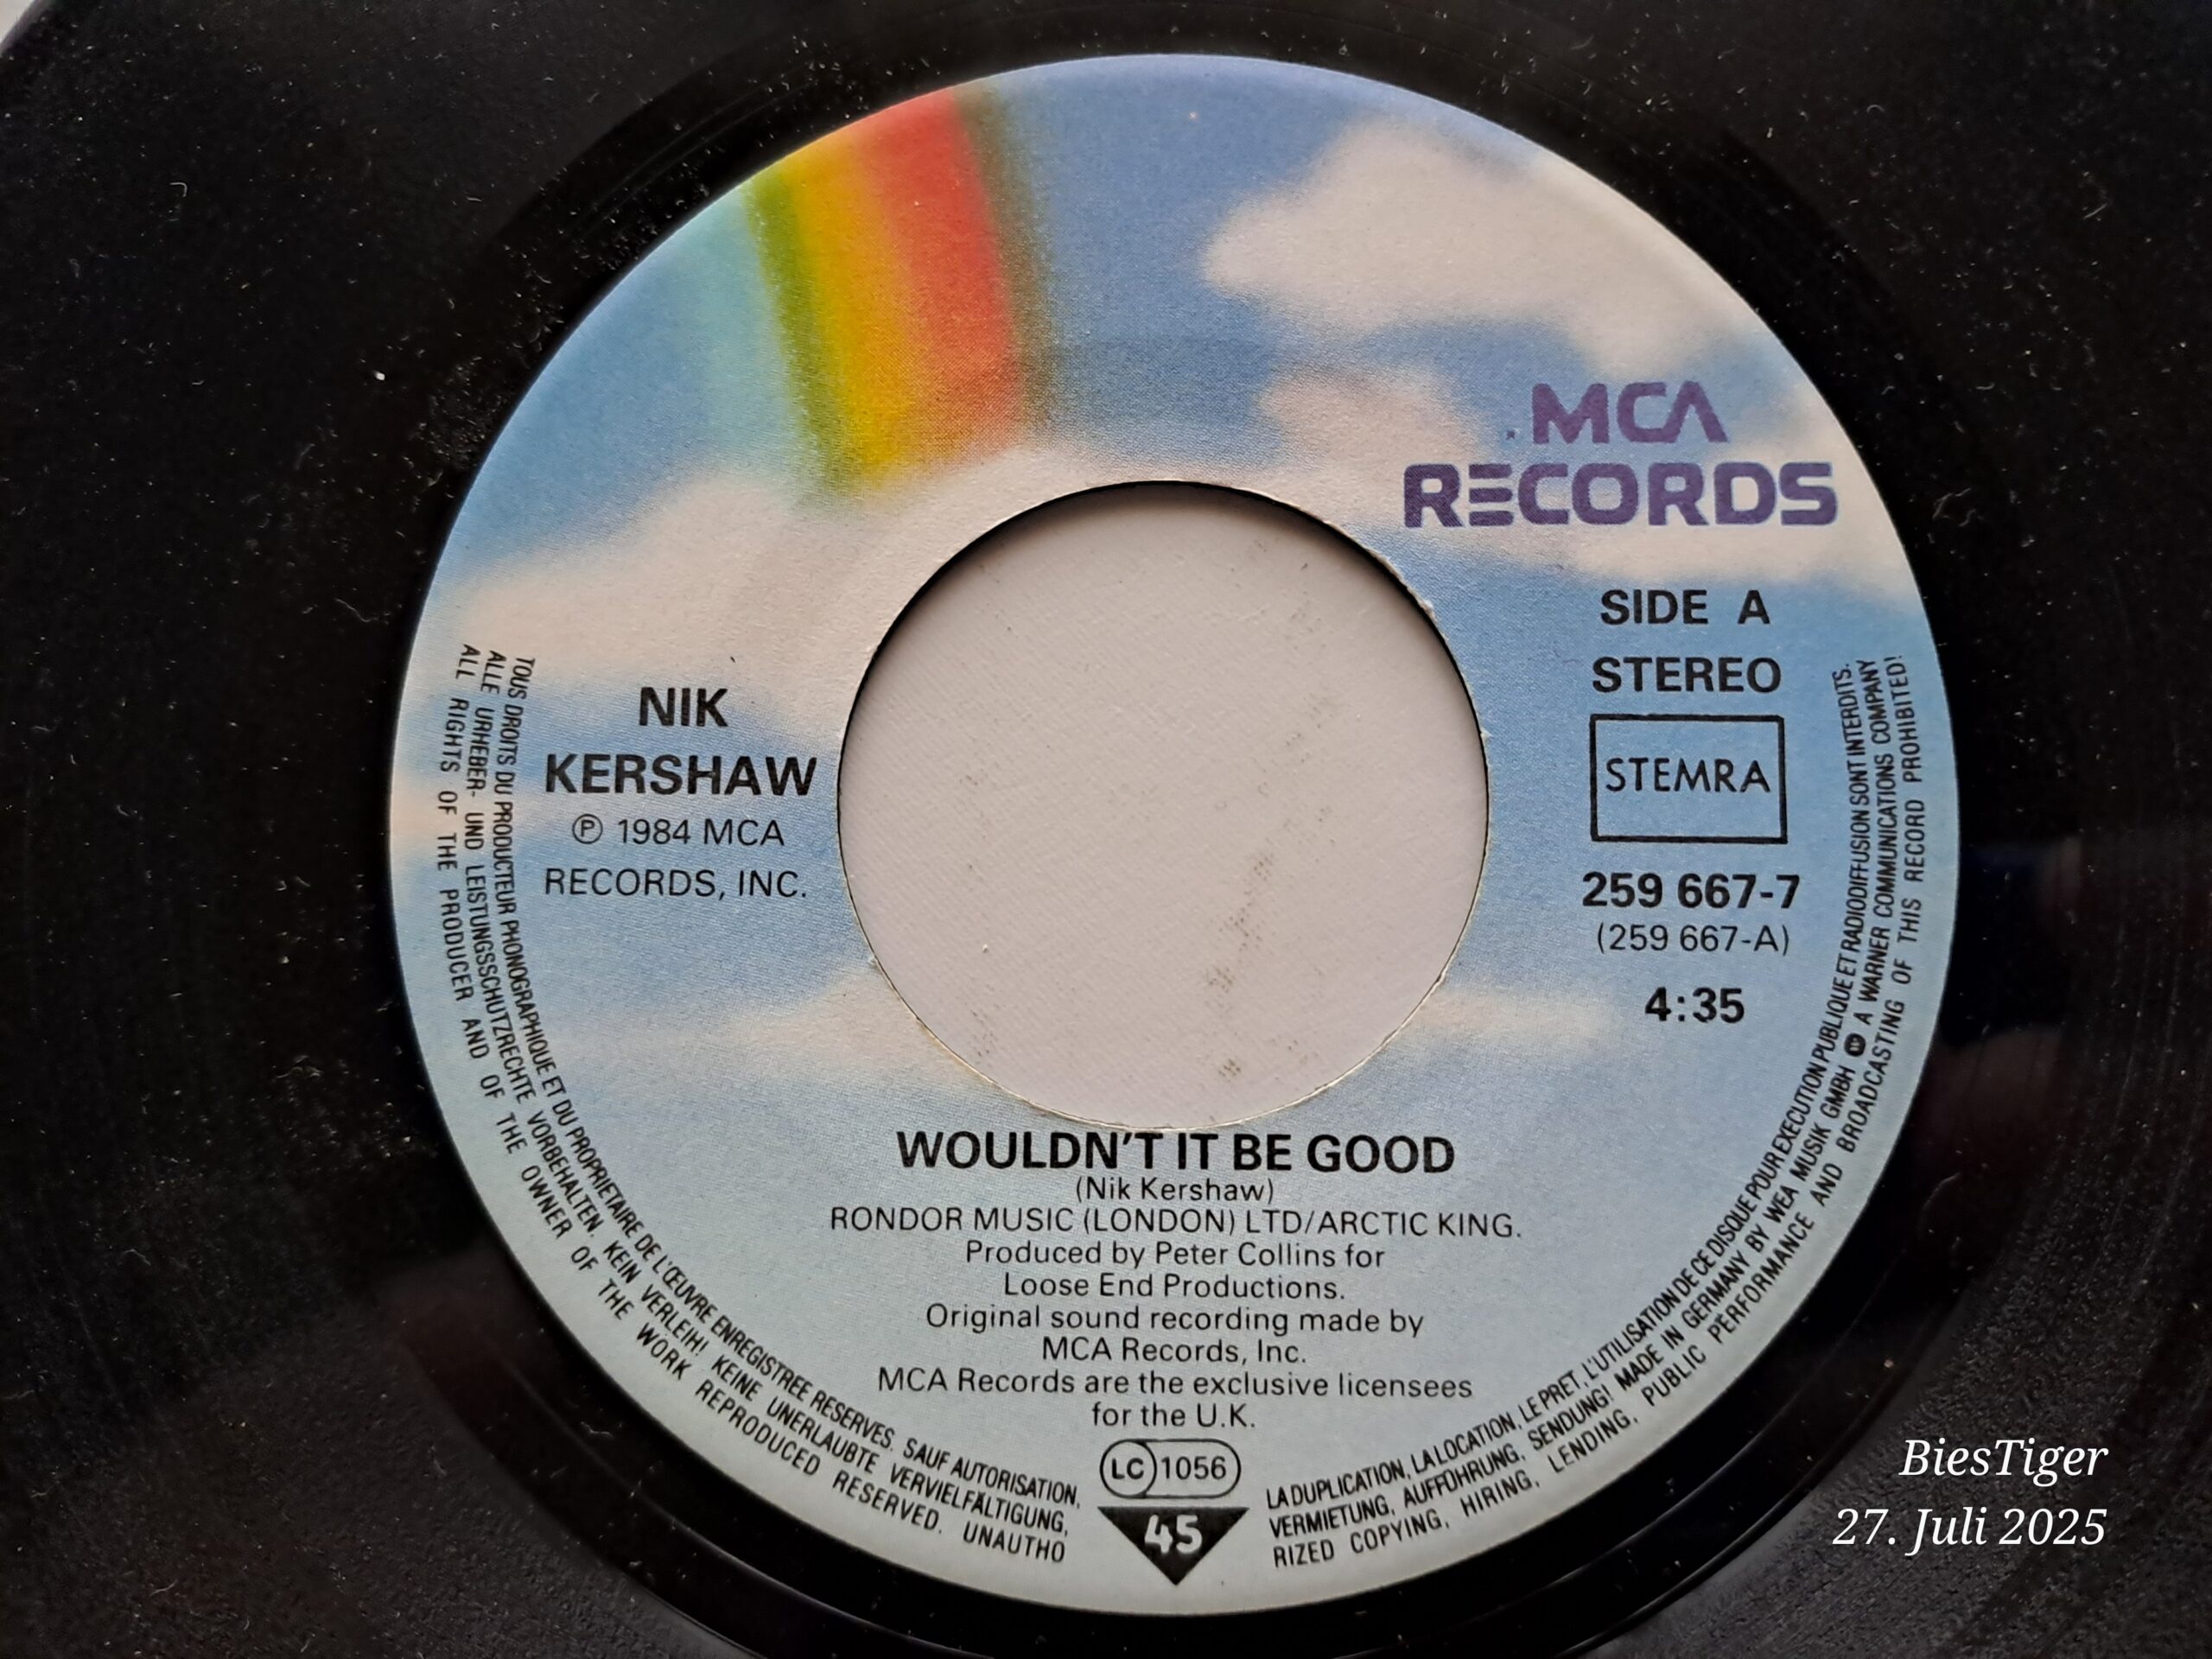 MCA
RECORDS
SIDE A
STEREO
STEMRA
259 667-7
(259 667-A)
4:35
NIK
KERSHAW
℗ 1984 MCA
RECORDS, INC.
WOULDN'T IT BE GOOD
(Nik Kershaw)
RONDOR MUSIC (LONDON) LTD/ARCTIC KING.
Produced by Peter Collins for
Loose End Productions.
Original sound recording made by
MCA Records, Inc.
MCA Records are the exclusive licensees
for the U.K.
LC 1056
45
TOUS DROITS DU PRODUCTEUR PHONOGRAPHIQUE ET DU PROPRIETAIRE DE L'ŒUVRE ENREGISTREE RESERVES. SAUF AUTORISATION, LA DUPLICATION, LA LOCATION, LE PRET, L'UTILISATION DE CE DISQUE POUR EXECUTION PUBLIQUE ET RADIODIFFUSION SONT INTERDITS.
ALLE URHEBER- UND LEISTUNGSSCHUTZRECHTE VORBEHALTEN. KEIN VERLEIH! KEINE UNERLAUBTE VERVIELFÄLTIGUNG, VERMIETUNG, AUFFÜHRUNG, SENDUNG! MADE IN GERMANY BY WEA MUSIK GMBH A WARNER COMMUNICATIONS COMPANY
ALL RIGHTS OF THE PRODUCER AND OF THE OWNER OF THE WORK REPRODUCED RESERVED. UNAUTHORIZED COPYING, HIRING, LENDING, PUBLIC PERFORMANCE AND BROADCASTING OF THIS RECORD PROHIBITED!
BiesTiger
27. Juli 2025